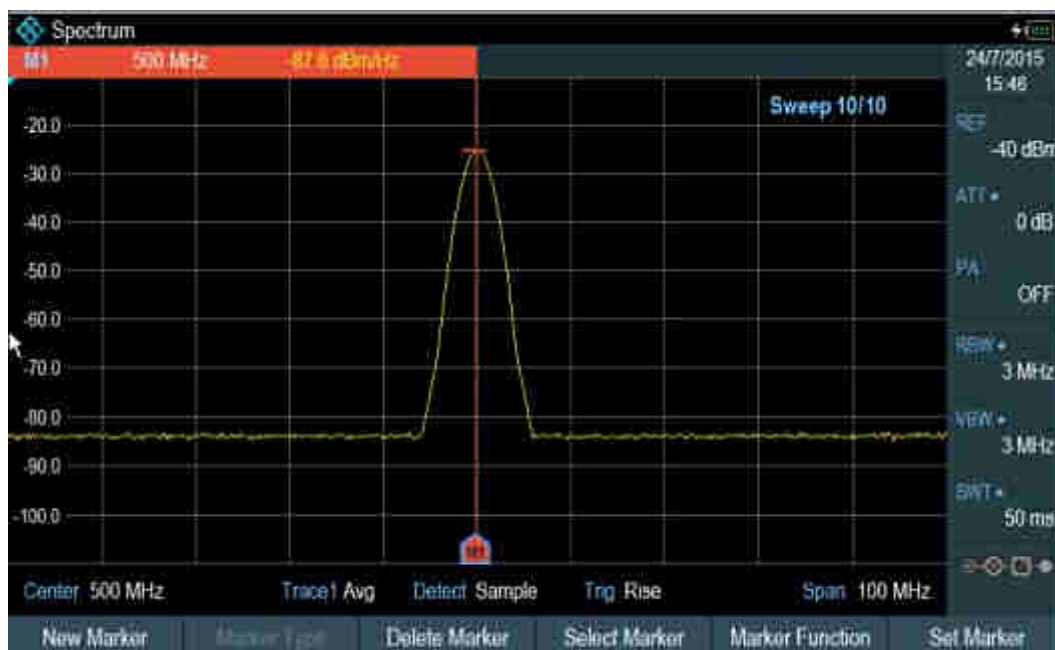 Spectrum
M1 500 MHz -87.6 dBm/Hz
24/7/2015
15:46
Sweep 10/10
REF
-40 dBm
ATT
0 dB
PA
OFF
RBW
3 MHz
VBW
3 MHz
SWT
50 ms
-20.0
-30.0
-40.0
-50.0
-60.0
-70.0
-80.0
-90.0
-100.0
M1
Center 500 MHz Trace1 Avg Detect Sample Trig Rise Span 100 MHz
New Marker Marker Type Delete Marker Select Marker Marker Function Set Marker